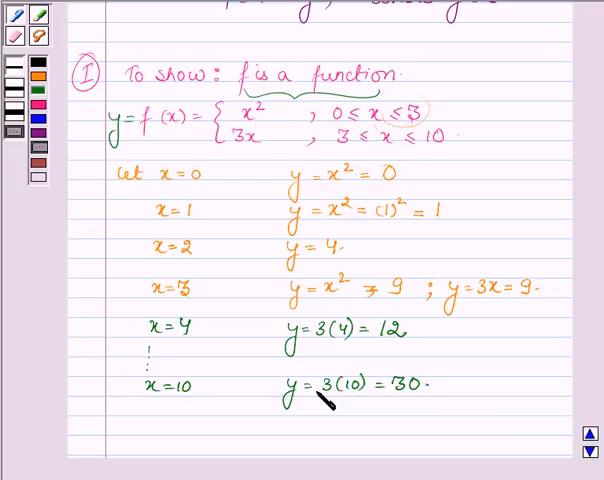 I To show: f is a function.
y = f(x) = { x² , 0 ≤ x ≤ 3
3x , 3 ≤ x ≤ 10.
let x=0 y = x² = 0
x=1 y = x² = (1)² = 1
x=2 y = 4.
x=3 y = x² = 9 ; y = 3x = 9.
x=4 y = 3(4) = 12
⋮
x=10 y = 3(10) = 30.